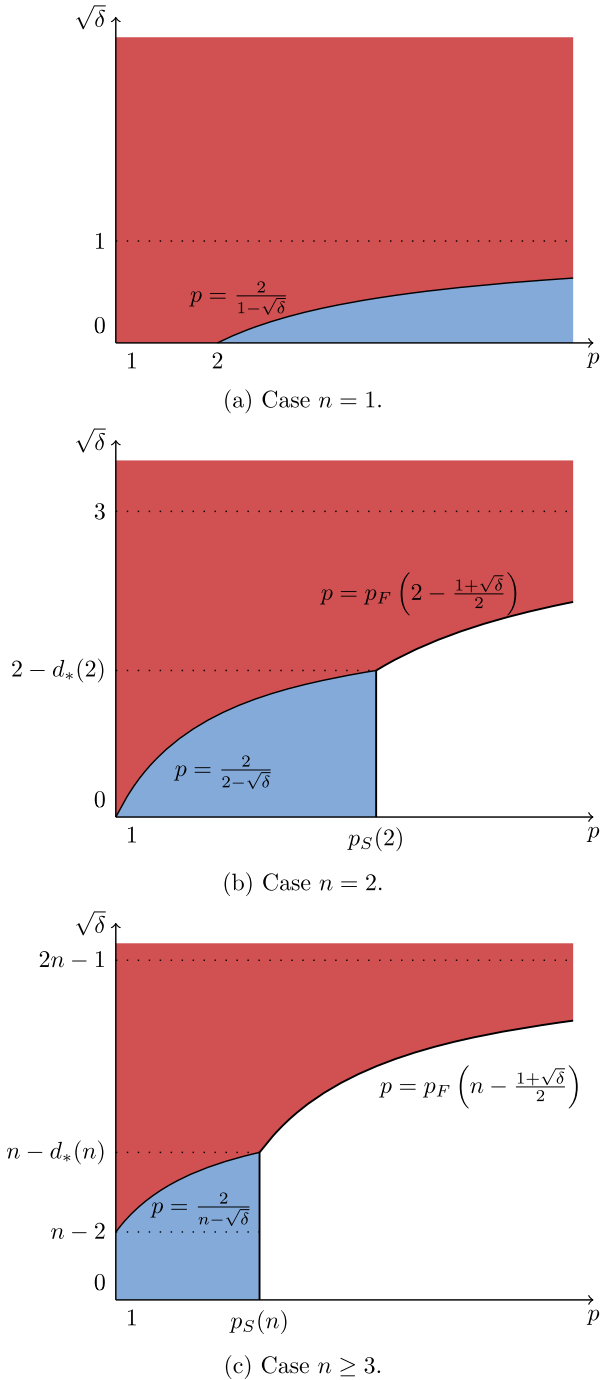 √δ
1
p = 2/(1−√δ)
0
1 2 p
(a) Case n = 1.
√δ
3
p = p_F (2 − (1+√δ)/2)
2 − d_*(2)
p = 2/(2−√δ)
0
1 p_S(2) p
(b) Case n = 2.
√δ
2n − 1
p = p_F (n − (1+√δ)/2)
n − d_*(n)
p = 2/(n−√δ)
n − 2
0
1 p_S(n) p
(c) Case n ≥ 3.